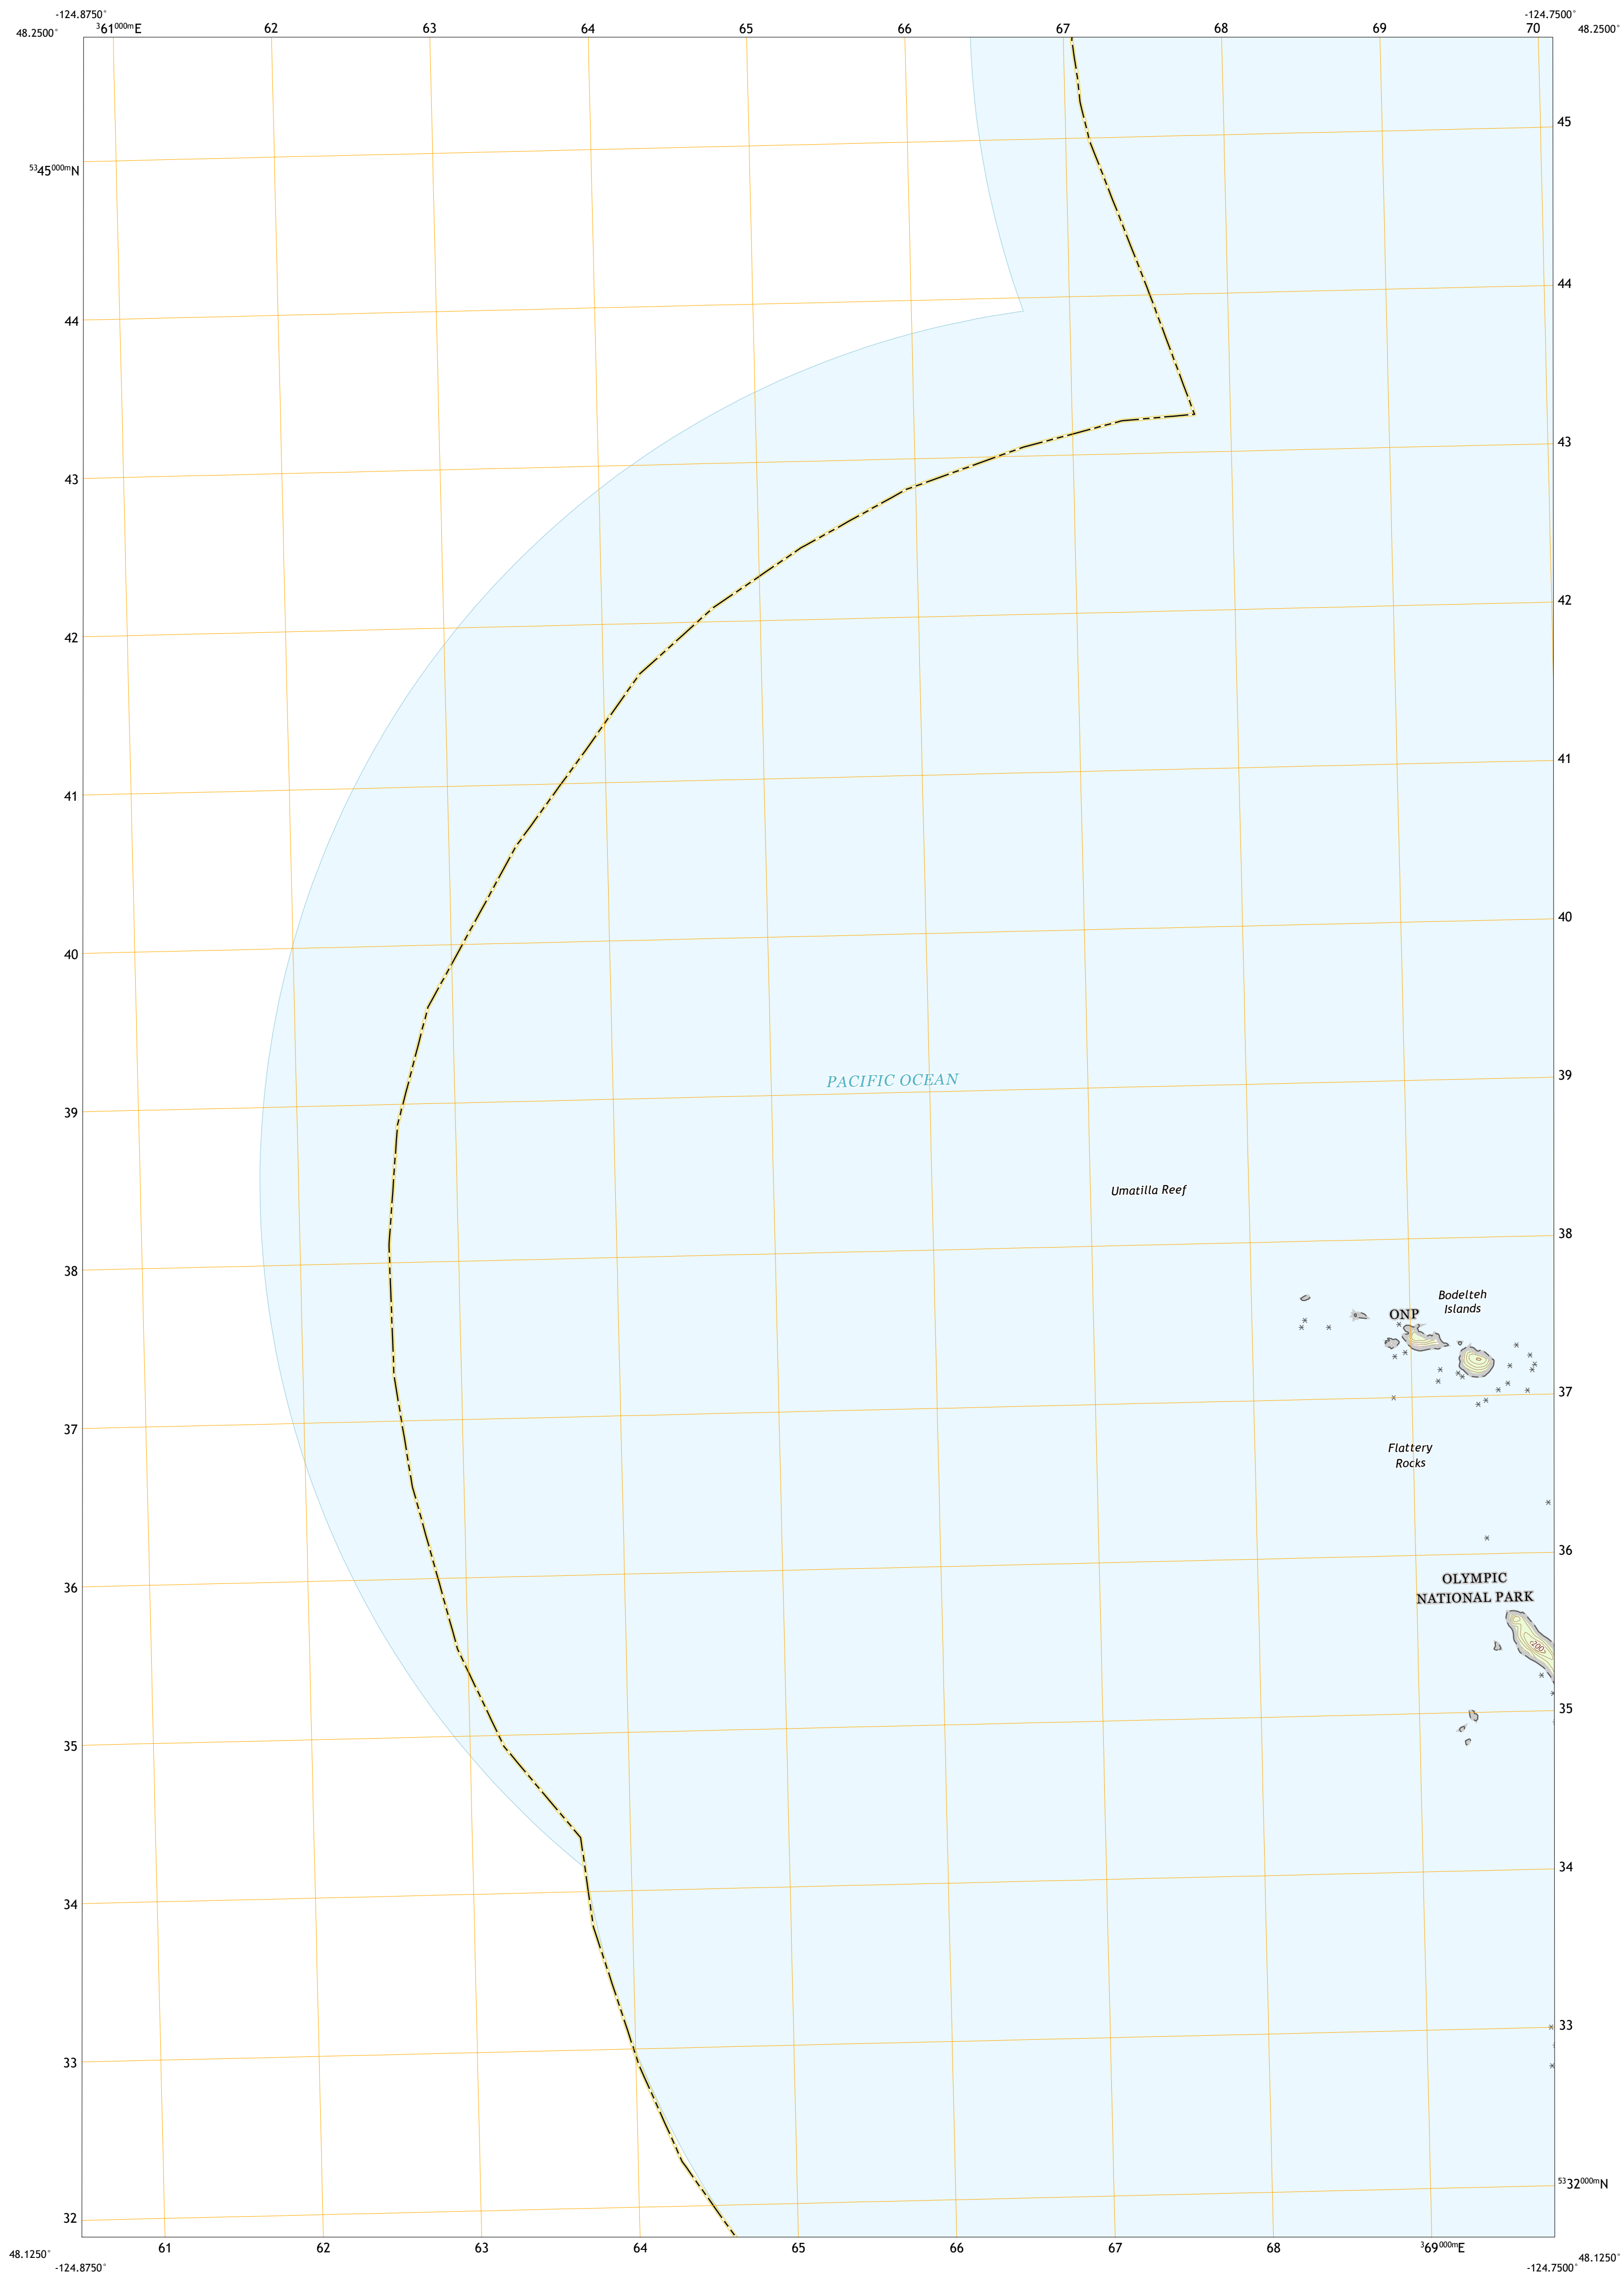 -124.8750° -124.7500°
48.2500° ³61⁰⁰⁰ᵐE 62 63 64 65 66 67 68 69 70 48.2500°
45
⁵³45⁰⁰⁰ᵐN
44
44
43
43
42
42
41
41
40
40
PACIFIC OCEAN
39
39
Umatilla Reef
38
38
Bodelteh
Islands
ONP
37
37
Flattery
Rocks
36
36
OLYMPIC
NATIONAL PARK
200
35
35
34
34
33
33
⁵³32⁰⁰⁰ᵐN
32
61 62 63 64 65 66 67 68 ³69⁰⁰⁰ᵐE
48.1250° 48.1250°
-124.8750° -124.7500°